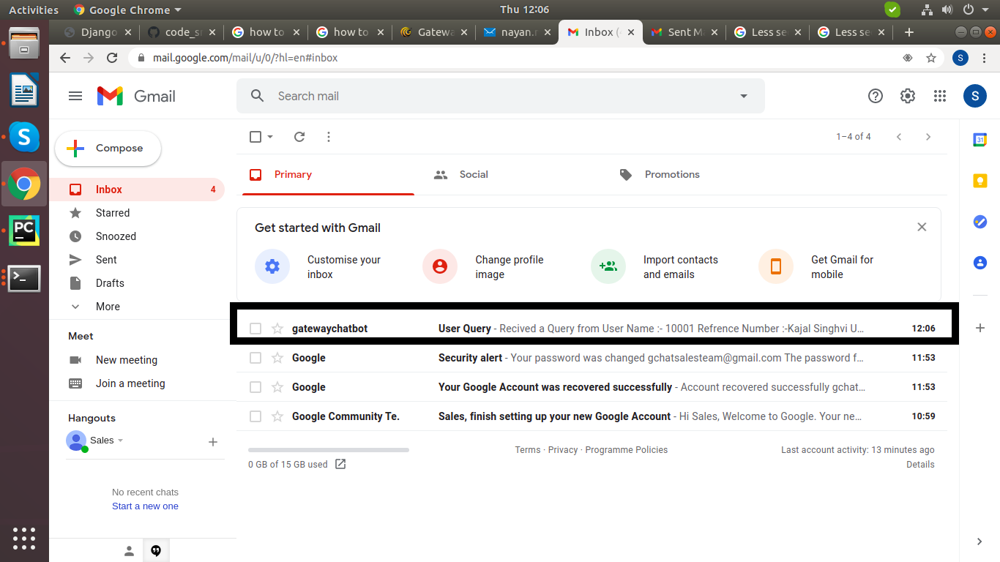 Activities Google Chrome Thu 12:06
Django code_sr how to how to Gatewa nayan.r Inbox ( Sent Ma Less se Less se
mail.google.com/mail/u/0/?hl=en#inbox S
Gmail Search mail S
Compose 1–4 of 4 31
Primary Social Promotions
Inbox 4
Starred
Snoozed
Sent
Drafts
More
Get started with Gmail
Customise your inbox
Change profile image
Import contacts and emails
Get Gmail for mobile
PC
gatewaychatbot User Query - Recived a Query from User Name :- 10001 Refrence Number :-Kajal Singhvi U… 12:06
Google Security alert - Your password was changed gchatsalesteam@gmail.com The password f… 11:53
Google Your Google Account was recovered successfully - Account recovered successfully gchat… 11:53
Google Community Te. Sales, finish setting up your new Google Account - Hi Sales, Welcome to Google. Your ne… 10:59
Meet
New meeting
Join a meeting
Hangouts
Sales
No recent chats
Start a new one
0 GB of 15 GB used
Terms · Privacy · Programme Policies
Last account activity: 13 minutes ago
Details